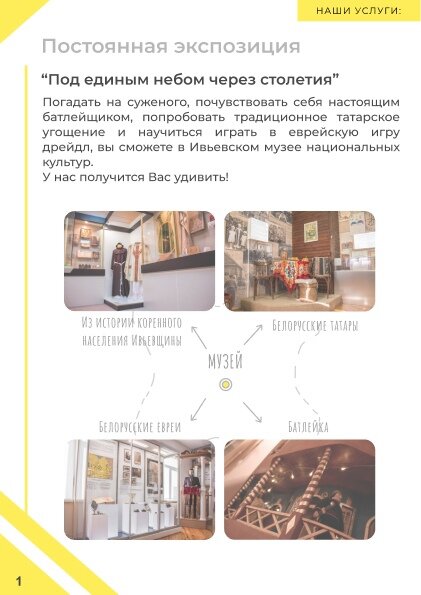 НАШИ УСЛУГИ:
Постоянная экспозиция
“Под единым небом через столетия”
Погадать на суженого, почувствовать себя настоящим
батлейщиком, попробовать традиционное татарское
угощение и научиться играть в еврейскую игру
дрейдл, вы сможете в Ивьевском музее национальных
культур.
У нас получится Вас удивить!
Из истории коренного
населения Ивьевщины
Белорусские татары
МУЗЕЙ
Белорусские евреи
Батлейка
1